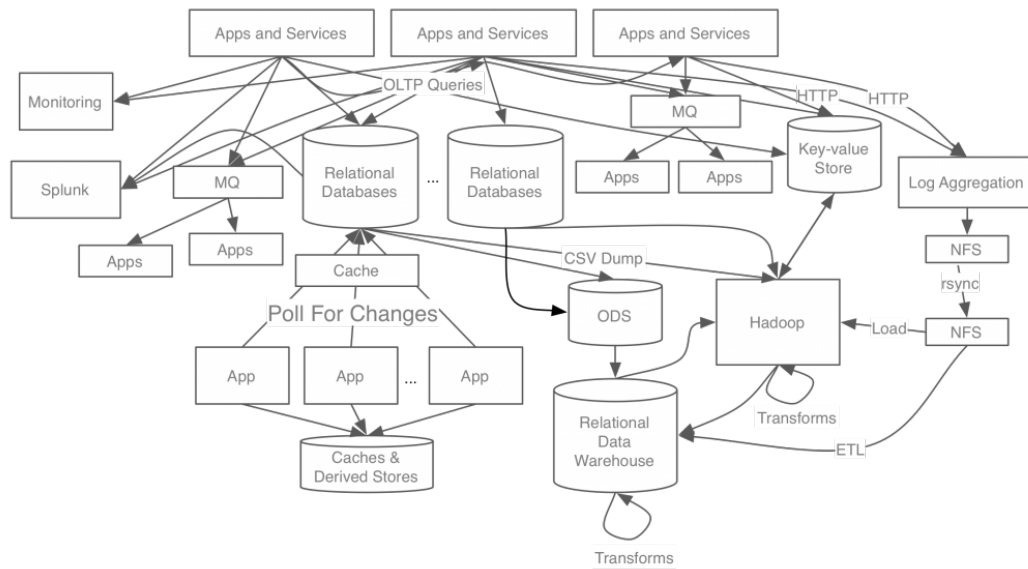 Apps and Services
Apps and Services
Apps and Services
OLTP Queries
Monitoring
HTTP
HTTP
MQ
Key-value
Store
Splunk
MQ
Relational
Databases
...
Relational
Databases
Apps
Apps
Log Aggregation
Apps
Apps
NFS
Cache
CSV Dump
rsync
Poll For Changes
ODS
Hadoop
Load
NFS
App
App
...
App
Transforms
Relational
Data
Warehouse
ETL
Caches &
Derived Stores
Transforms